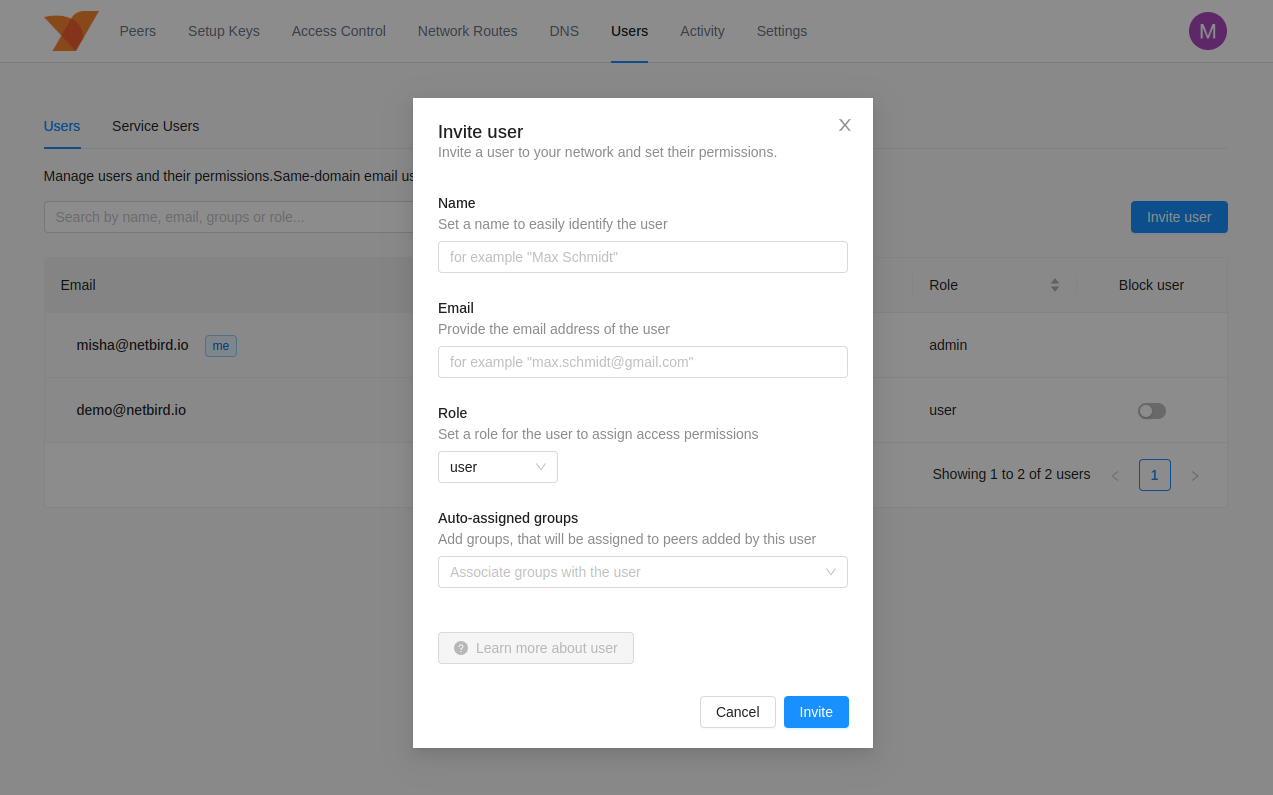 Peers Setup Keys Access Control Network Routes DNS Users Activity Settings M
Users Service Users
Manage users and their permissions.Same-domain email us
Search by name, email, groups or role...
Invite user
Email Role Block user
misha@netbird.io me admin
demo@netbird.io user
Showing 1 to 2 of 2 users 1
Invite user
Invite a user to your network and set their permissions.
Name
Set a name to easily identify the user
for example "Max Schmidt"
Email
Provide the email address of the user
for example "max.schmidt@gmail.com"
Role
Set a role for the user to assign access permissions
user
Auto-assigned groups
Add groups, that will be assigned to peers added by this user
Associate groups with the user
? Learn more about user
Cancel Invite